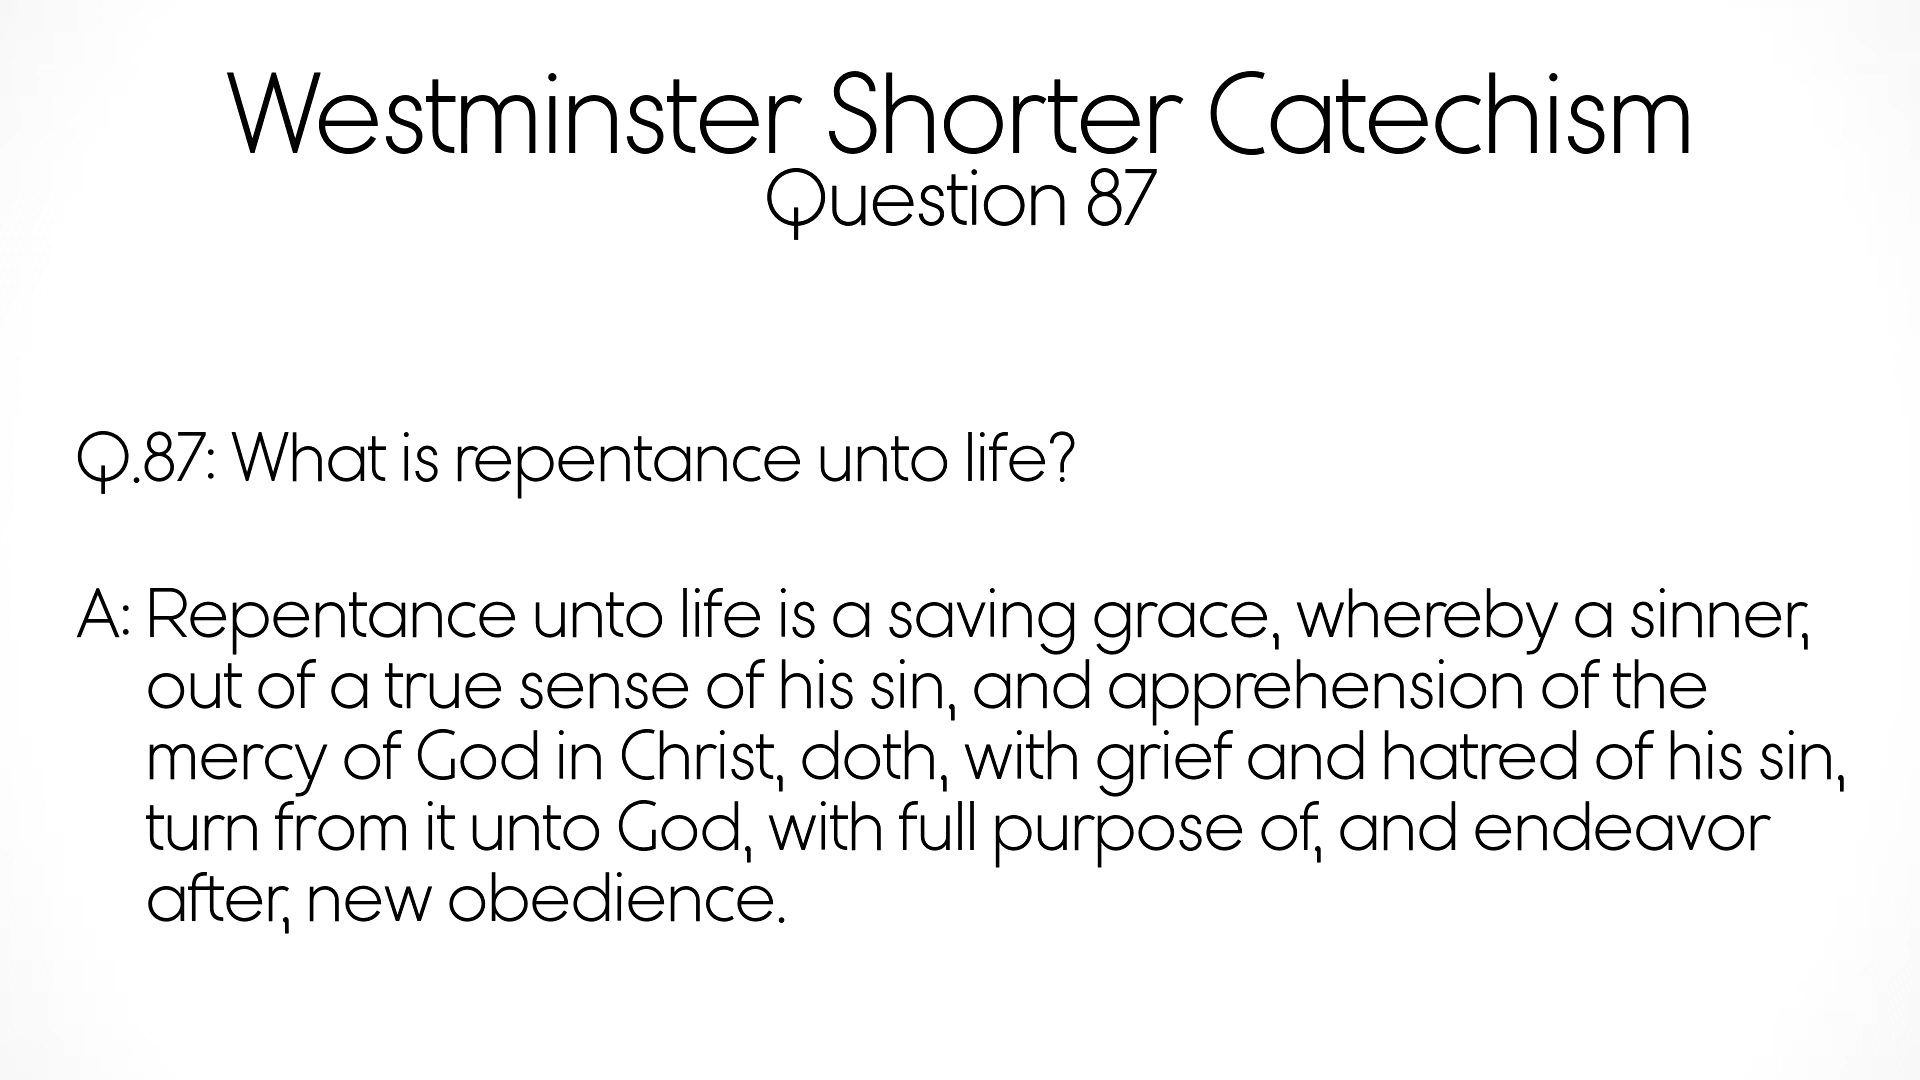 Westminster Shorter Catechism
Question 87
Q.87: What is repentance unto life?
A: Repentance unto life is a saving grace, whereby a sinner,
out of a true sense of his sin, and apprehension of the
mercy of God in Christ, doth, with grief and hatred of his sin,
turn from it unto God, with full purpose of, and endeavor
after, new obedience.